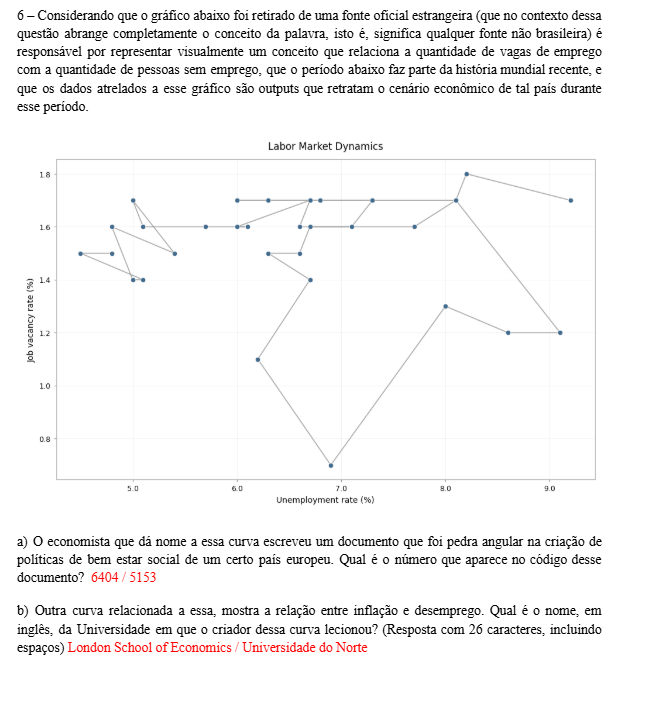 6 – Considerando que o gráfico abaixo foi retirado de uma fonte oficial estrangeira (que no contexto dessa
questão abrange completamente o conceito da palavra, isto é, significa qualquer fonte não brasileira) é
responsável por representar visualmente um conceito que relaciona a quantidade de vagas de emprego
com a quantidade de pessoas sem emprego, que o período abaixo faz parte da história mundial recente, e
que os dados atrelados a esse gráfico são outputs que retratam o cenário econômico de tal país durante
esse período.
Labor Market Dynamics
1.8
1.6
1.4
1.2
1.0
0.8
Job vacancy rate (%)
5.0 6.0 7.0 8.0 9.0
Unemployment rate (%)
a) O economista que dá nome a essa curva escreveu um documento que foi pedra angular na criação de
políticas de bem estar social de um certo país europeu. Qual é o número que aparece no código desse
documento? 6404 / 5153
b) Outra curva relacionada a essa, mostra a relação entre inflação e desemprego. Qual é o nome, em
inglês, da Universidade em que o criador dessa curva lecionou? (Resposta com 26 caracteres, incluindo
espaços) London School of Economics / Universidade do Norte